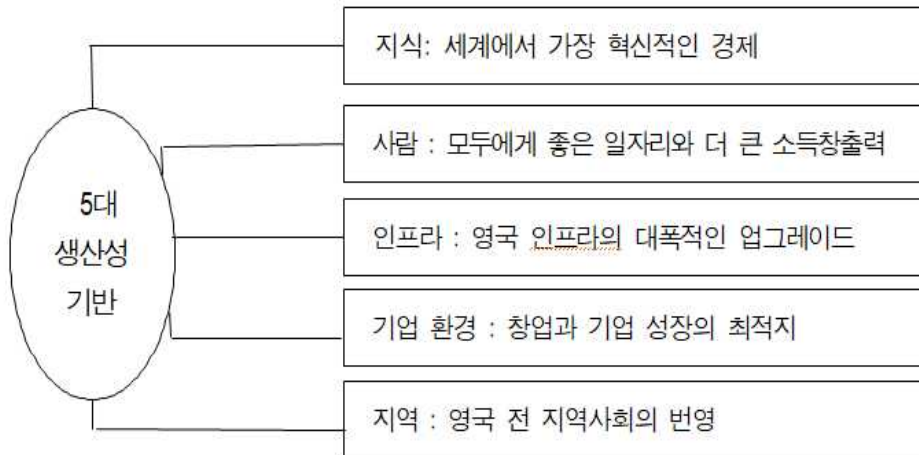 5대
생산성
기반
지식: 세계에서 가장 혁신적인 경제
사람 : 모두에게 좋은 일자리와 더 큰 소득창출력
인프라 : 영국 인프라의 대폭적인 업그레이드
기업 환경 : 창업과 기업 성장의 최적지
지역 : 영국 전 지역사회의 번영